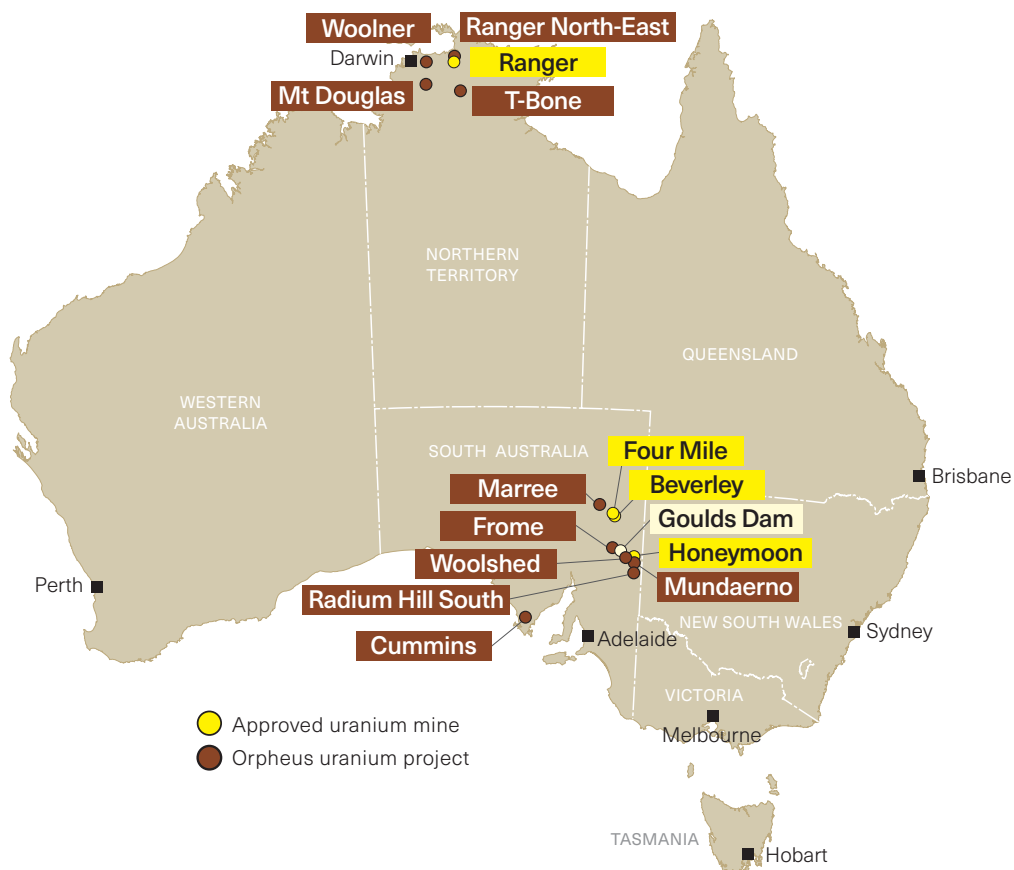 Woolner
Ranger North-East
Darwin
Ranger
Mt Douglas
T-Bone
NORTHERN
TERRITORY
QUEENSLAND
WESTERN
AUSTRALIA
SOUTH AUSTRALIA
Four Mile
Beverley
Brisbane
Marree
Goulds Dam
Frome
Honeymoon
Woolshed
Mundaerno
Perth
Radium Hill South
NEW SOUTH WALES
Sydney
Cummins
Adelaide
VICTORIA
Melbourne
Approved uranium mine
Orpheus uranium project
TASMANIA
Hobart